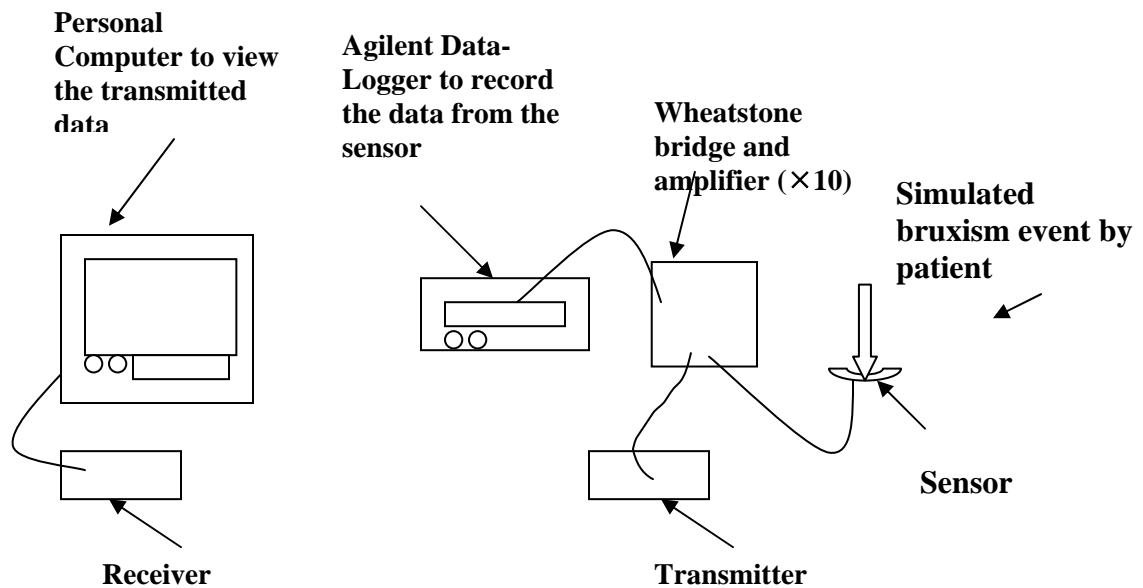 Personal
Computer to view
the transmitted
data
Agilent Data-
Logger to record
the data from the
sensor
Wheatstone
bridge and
amplifier (×10)
Simulated
bruxism event by
patient
Sensor
Receiver
Transmitter